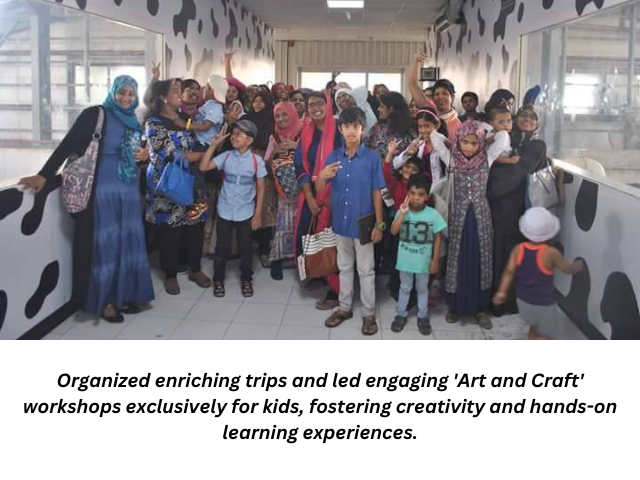 13
Organized enriching trips and led engaging 'Art and Craft'
workshops exclusively for kids, fostering creativity and hands-on
learning experiences.